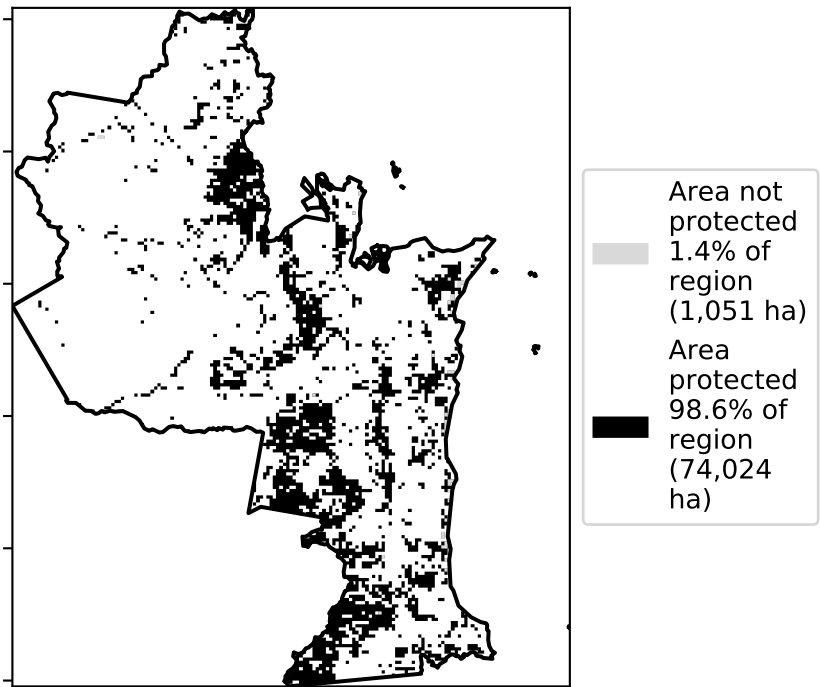 Area not
protected
1.4% of
region
(1,051 ha)
Area
protected
98.6% of
region
(74,024
ha)